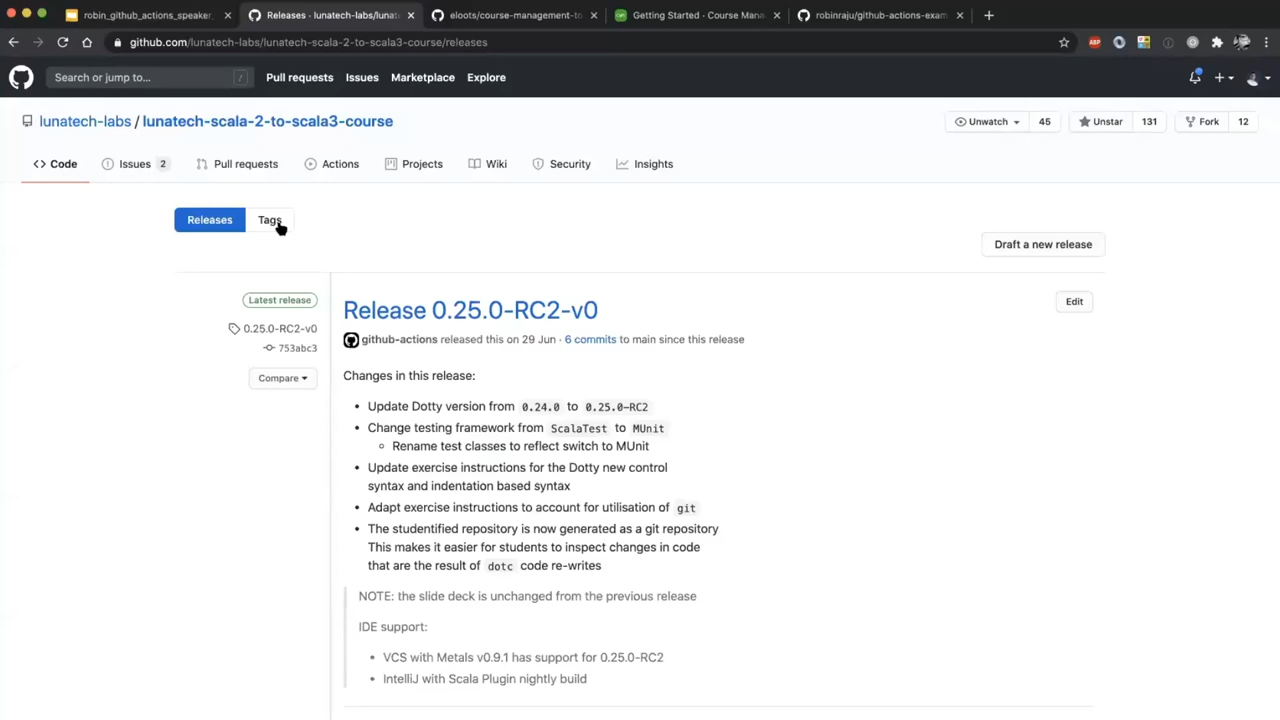 robin_github_actions_speaker_
Releases · lunatech-labs/lunat
eloots/course-management-to
Getting Started - Course Mana
robinraju/github-actions-exam
github.com/lunatech-labs/lunatech-scala-2-to-scala3-course/releases
ABP
Search or jump to...
/
Pull requests
Issues
Marketplace
Explore
lunatech-labs / lunatech-scala-2-to-scala3-course
Unwatch 45
Unstar 131
Fork 12
Code
Issues 2
Pull requests
Actions
Projects
Wiki
Security
Insights
Releases
Tags
Draft a new release
Latest release
0.25.0-RC2-v0
753abc3
Compare
Release 0.25.0-RC2-v0
Edit
github-actions released this on 29 Jun · 6 commits to main since this release
Changes in this release:
• Update Dotty version from 0.24.0 to 0.25.0-RC2
• Change testing framework from ScalaTest to MUnit
◦ Rename test classes to reflect switch to MUnit
• Update exercise instructions for the Dotty new control
syntax and indentation based syntax
• Adapt exercise instructions to account for utilisation of git
• The studentified repository is now generated as a git repository
This makes it easier for students to inspect changes in code
that are the result of dotc code re-writes
NOTE: the slide deck is unchanged from the previous release
IDE support:
• VCS with Metals v0.9.1 has support for 0.25.0-RC2
• IntelliJ with Scala Plugin nightly build